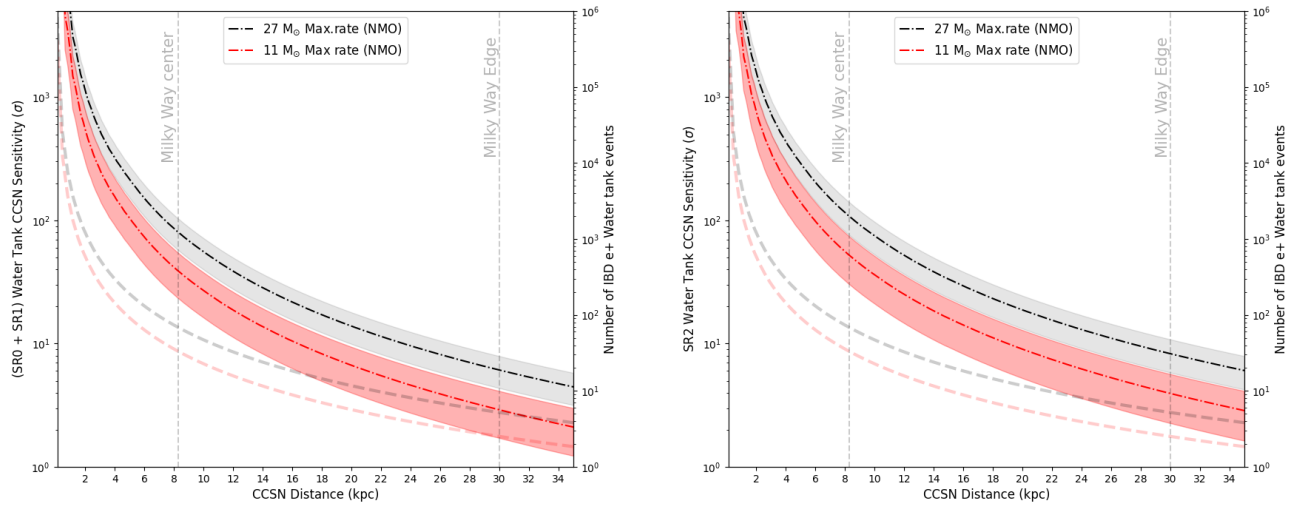 27 M⊙ Max.rate (NMO)
11 M⊙ Max rate (NMO)
Milky Way center
Milky Way Edge
10⁰
10¹
10²
10³
(SR0 + SR1) Water Tank CCSN Sensitivity (σ)
10⁰
10¹
10²
10³
10⁴
10⁵
10⁶
Number of IBD e+ Water tank events
2 4 6 8 10 12 14 16 18 20 22 24 26 28 30 32 34
CCSN Distance (kpc)
27 M⊙ Max.rate (NMO)
11 M⊙ Max rate (NMO)
Milky Way center
Milky Way Edge
10⁰
10¹
10²
10³
SR2 Water Tank CCSN Sensitivity (σ)
10⁰
10¹
10²
10³
10⁴
10⁵
10⁶
Number of IBD e+ Water tank events
2 4 6 8 10 12 14 16 18 20 22 24 26 28 30 32 34
CCSN Distance (kpc)